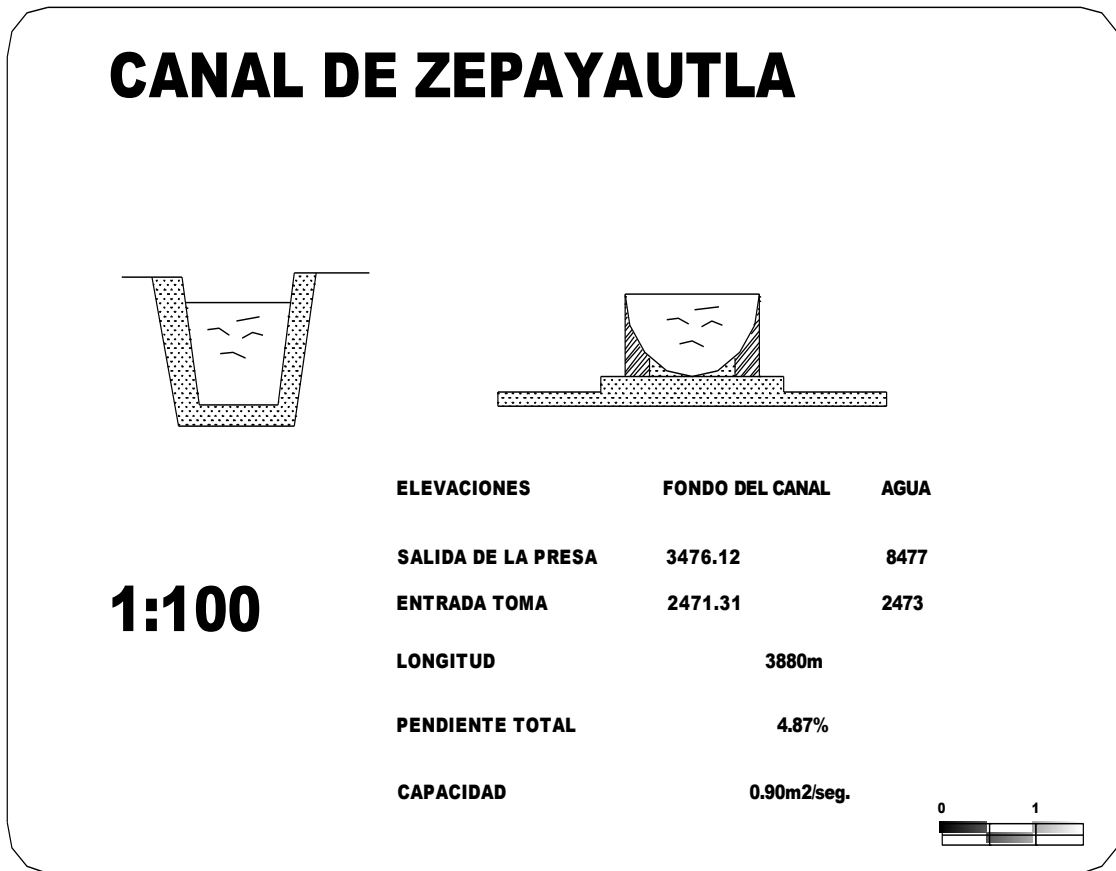 CANAL DE ZEPAYAUTLA
ELEVACIONES FONDO DEL CANAL AGUA
SALIDA DE LA PRESA 3476.12 8477
1:100
ENTRADA TOMA 2471.31 2473
LONGITUD 3880m
PENDIENTE TOTAL 4.87%
CAPACIDAD 0.90m2/seg.
0 1